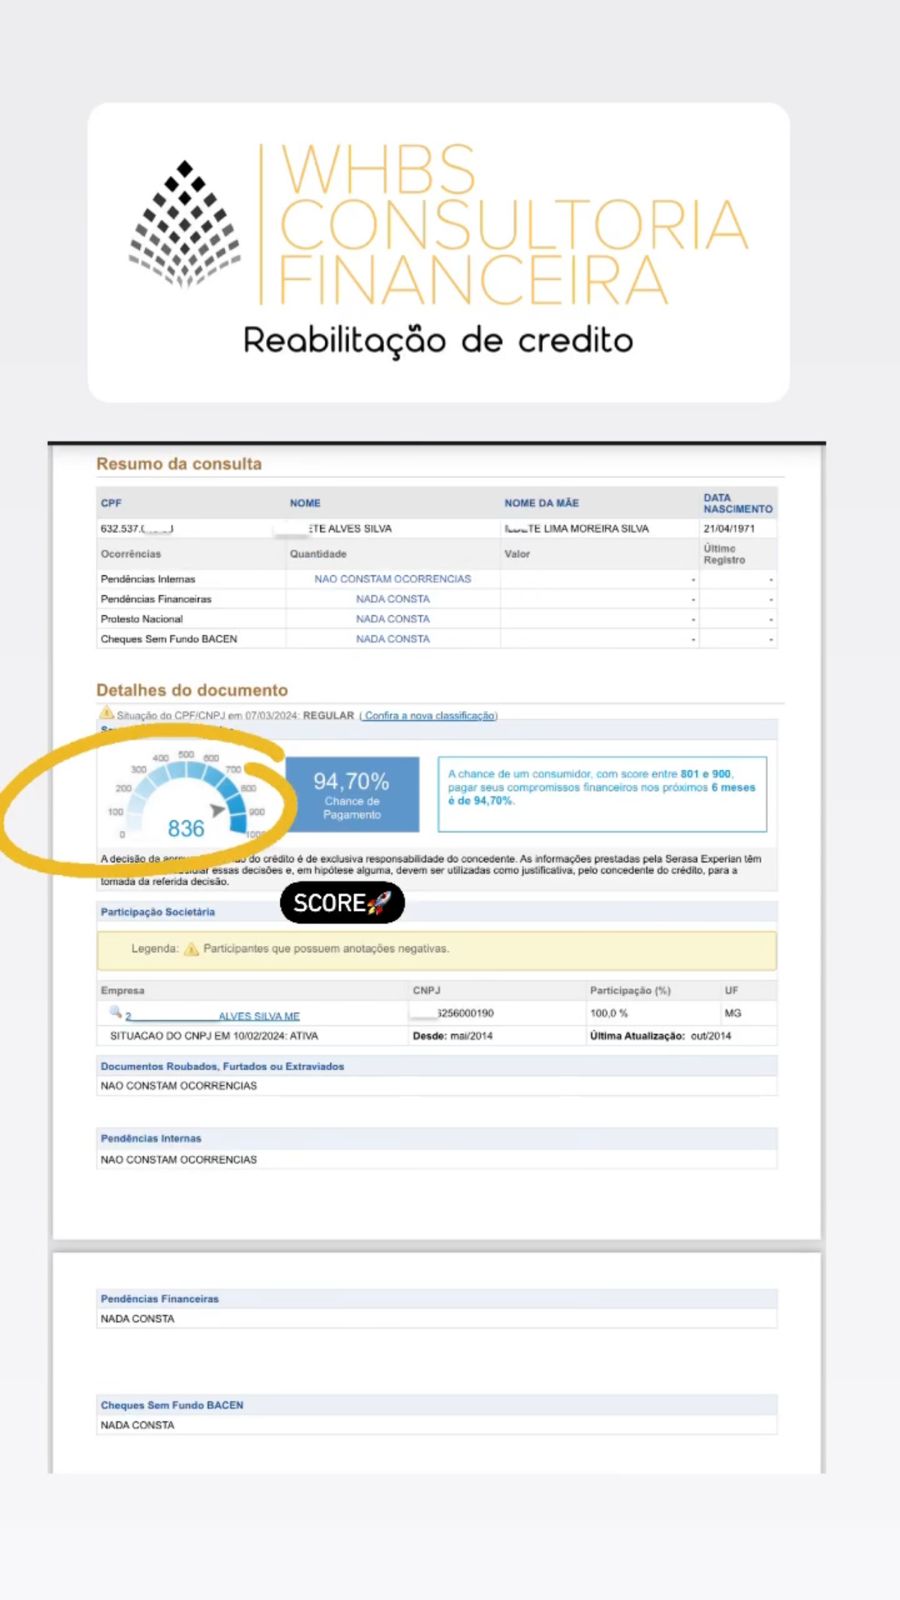 WHBS
CONSULTORIA
FINANCEIRA
Reabilitação de credito
Resumo da consulta
CPF NOME NOME DA MÃE DATA NASCIMENTO
632.537. ETE ALVES SILVA TE LIMA MOREIRA SILVA 21/04/1971
Ocorrências Quantidade Valor Último Registro
Pendências Internas NAO CONSTAM OCORRENCIAS - -
Pendências Financeiras NADA CONSTA - -
Protesto Nacional NADA CONSTA - -
Cheques Sem Fundo BACEN NADA CONSTA - -
Detalhes do documento
Situação do CPF/CNPJ em 07/03/2024: REGULAR ( Confira a nova classificação)
0 100 200 300 400 500 600 700 800 900 1000
836
94,70%
Chance de
Pagamento
A chance de um consumidor, com score entre 801 e 900,
pagar seus compromissos financeiros nos próximos 6 meses
é de 94,70%.
A decisão da do crédito é de exclusiva responsabilidade do concedente. As informações prestadas pela Serasa Experian têm
essas decisões e, em hipótese alguma, devem ser utilizadas como justificativa, pelo concedente do crédito, para a
tomada da referida decisão.
SCORE🚀
Participação Societária
Legenda: Participantes que possuem anotações negativas.
Empresa CNPJ Participação (%) UF
2 ALVES SILVA ME 6256000190 100,0 % MG
SITUACAO DO CNPJ EM 10/02/2024: ATIVA Desde: mai/2014 Última Atualização: out/2014
Documentos Roubados, Furtados ou Extraviados
NAO CONSTAM OCORRENCIAS
Pendências Internas
NAO CONSTAM OCORRENCIAS
Pendências Financeiras
NADA CONSTA
Cheques Sem Fundo BACEN
NADA CONSTA